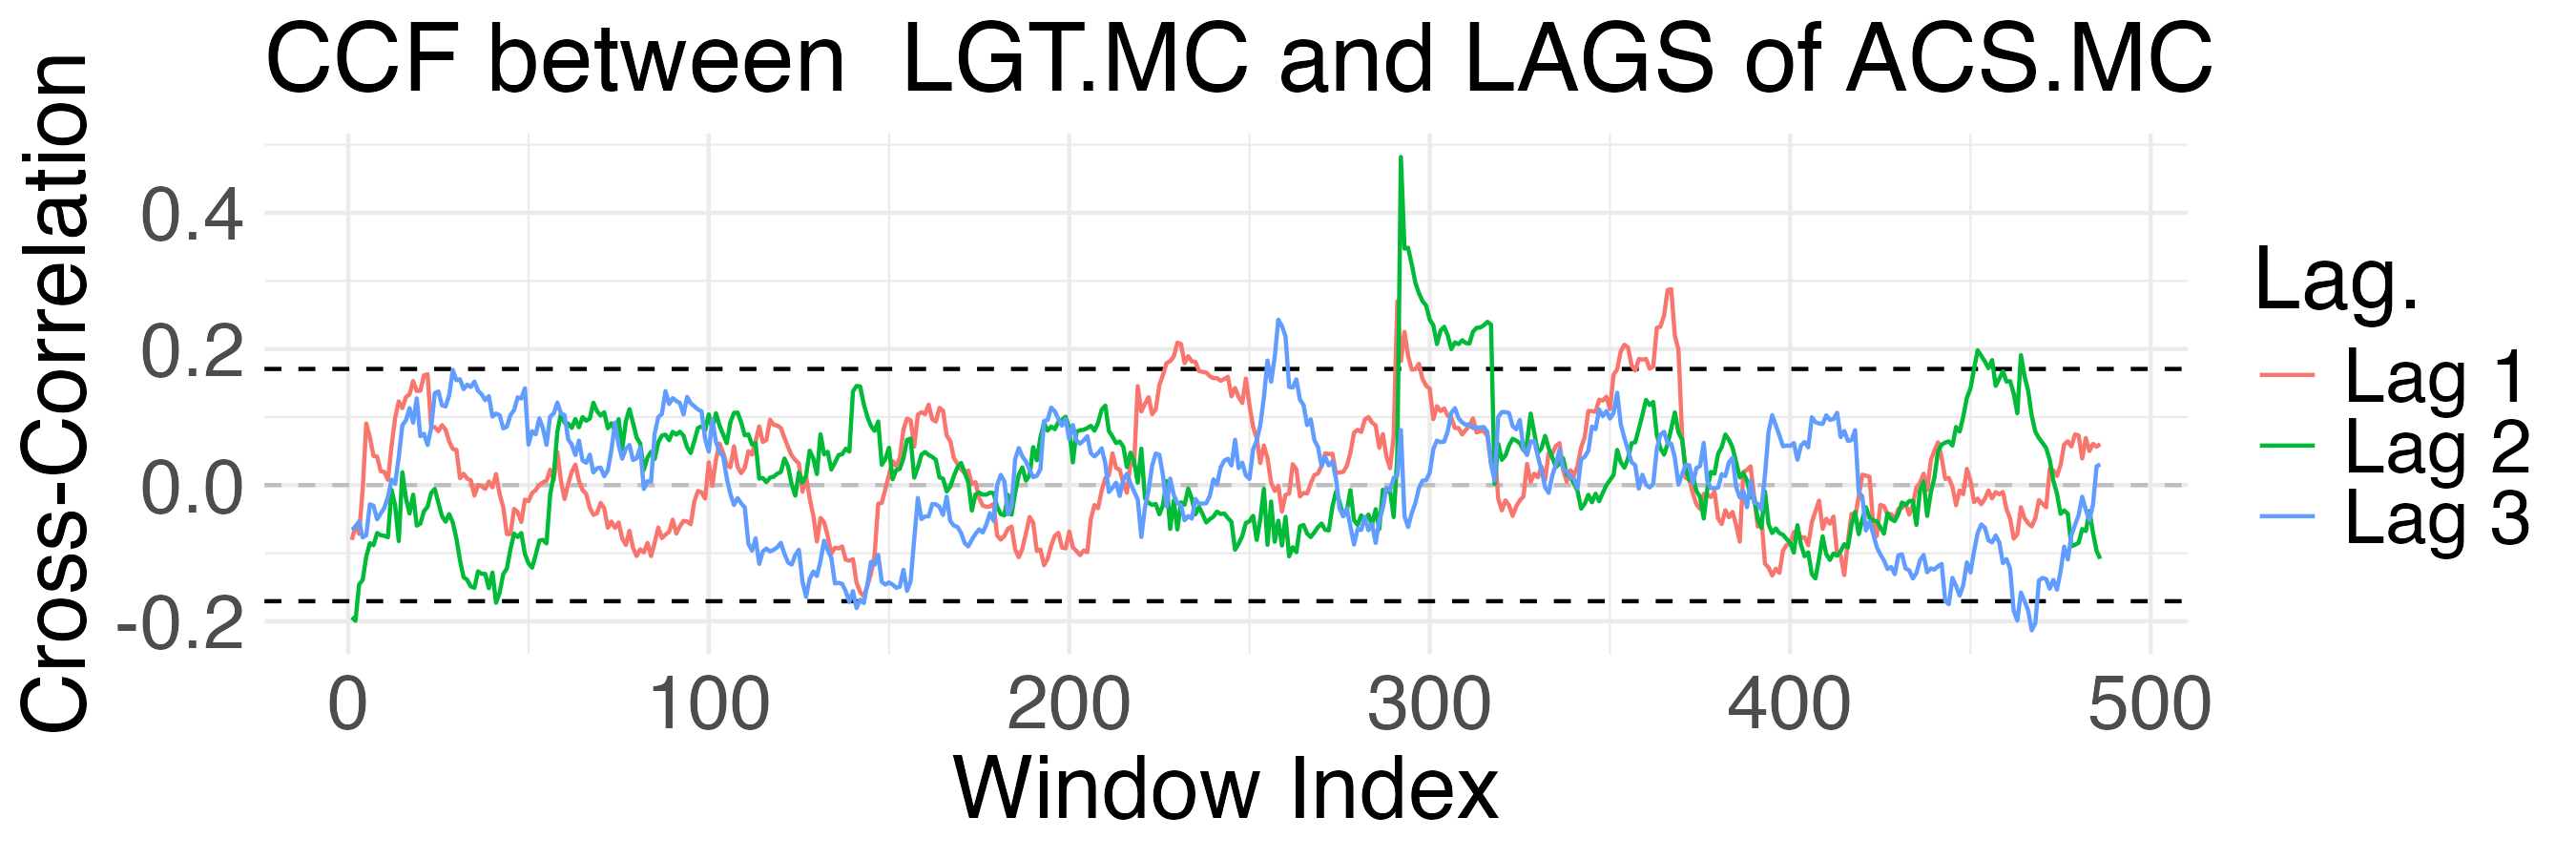 CCF between  LGT.MC and LAGS of ACS.MC
Cross-Correlation
0.4
0.2
0.0
-0.2
0
100
200
300
400
500
Window Index
Lag.
Lag 1
Lag 2
Lag 3